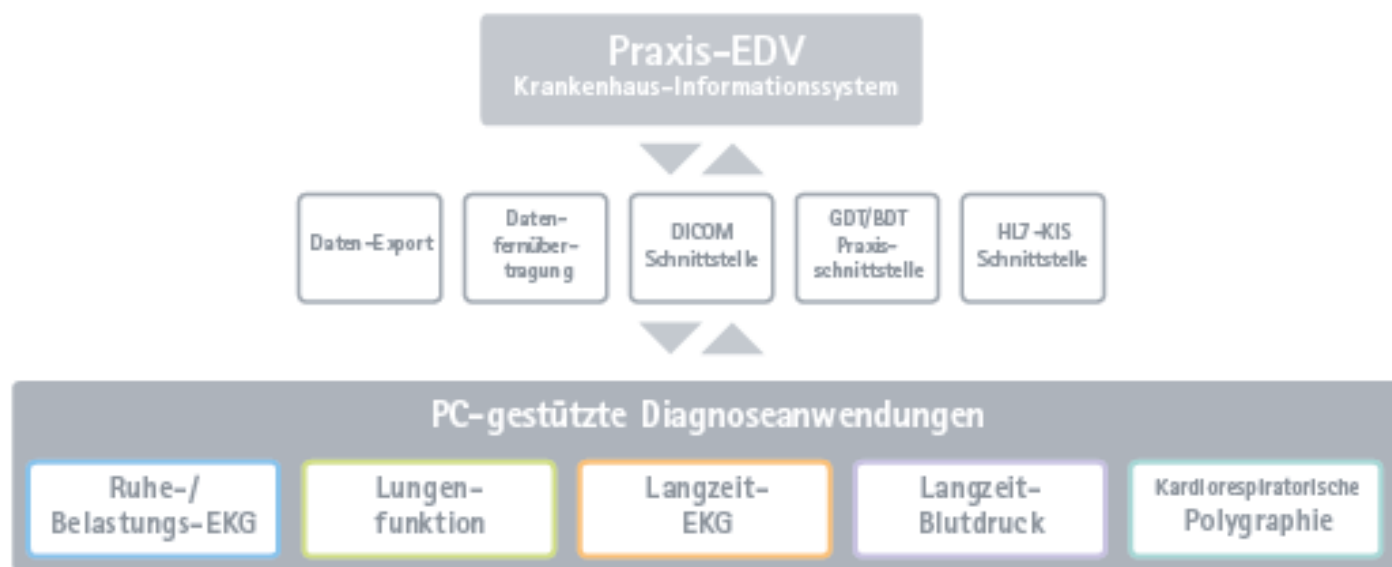 Praxis-EDV
Krankenhaus-Informationssystem
Daten-Export
Daten-
fernüber-
tragung
DICOM
Schnittstelle
GDT/BDT
Praxis-
schnittstelle
HL7-KIS
Schnittstelle
PC-gestützte Diagnoseanwendungen
Ruhe-/
Belastungs-EKG
Lungen-
funktion
Langzeit-
EKG
Langzeit-
Blutdruck
Kardiorespiratorische
Polygraphie